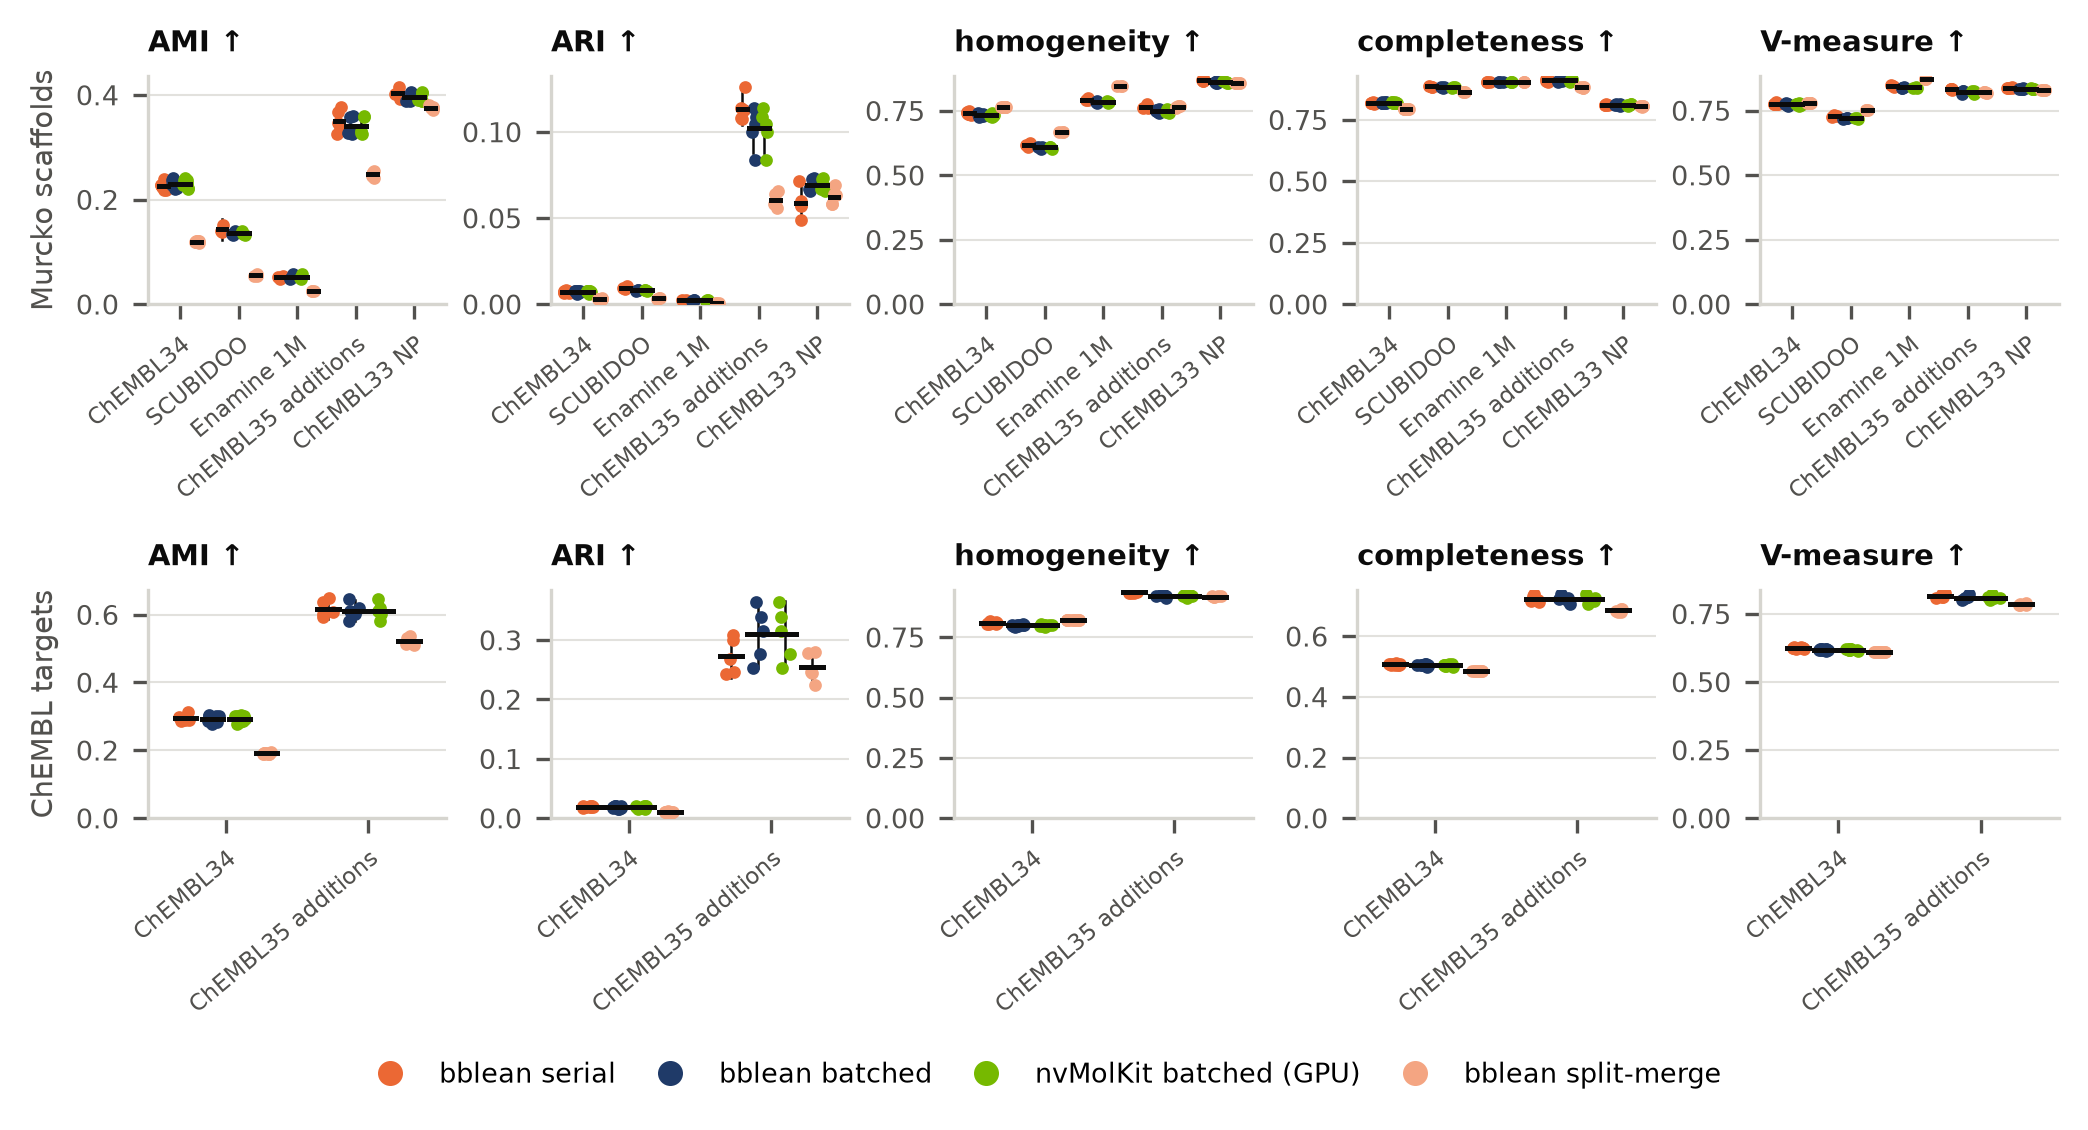 AMI ↑
ARI ↑
homogeneity ↑
completeness ↑
V-measure ↑
Murcko scaffolds
0.4
0.2
0.0
0.10
0.05
0.00
0.75
0.50
0.25
0.00
0.75
0.50
0.25
0.00
0.75
0.50
0.25
0.00
ChEMBL34
SCUBIDOO
Enamine 1M
ChEMBL35 additions
ChEMBL33 NP
ChEMBL34
SCUBIDOO
Enamine 1M
ChEMBL35 additions
ChEMBL33 NP
ChEMBL34
SCUBIDOO
Enamine 1M
ChEMBL35 additions
ChEMBL33 NP
ChEMBL34
SCUBIDOO
Enamine 1M
ChEMBL35 additions
ChEMBL33 NP
ChEMBL34
SCUBIDOO
Enamine 1M
ChEMBL35 additions
ChEMBL33 NP
AMI ↑
ARI ↑
homogeneity ↑
completeness ↑
V-measure ↑
ChEMBL targets
0.6
0.4
0.2
0.0
0.3
0.2
0.1
0.0
0.75
0.50
0.25
0.00
0.6
0.4
0.2
0.0
0.75
0.50
0.25
0.00
ChEMBL34
ChEMBL35 additions
ChEMBL34
ChEMBL35 additions
ChEMBL34
ChEMBL35 additions
ChEMBL34
ChEMBL35 additions
ChEMBL34
ChEMBL35 additions
bblean serial
bblean batched
nvMolKit batched (GPU)
bblean split-merge